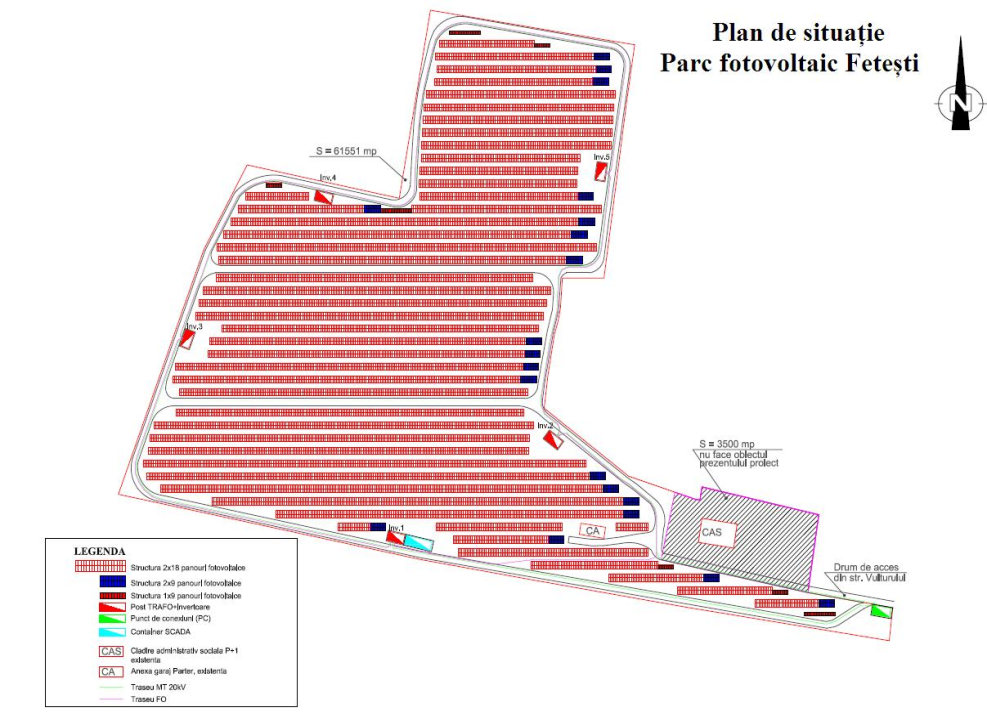 Plan de situație
Parc fotovoltaic Fetești
N
S = 61551 mp
Inv.5
Inv.4
Inv.3
Inv.2
S = 3500 mp
nu face obiectul
prezentului proiect
CAS
CA
Inv.1
Drum de acces
din str. Vulturului
LEGENDA
Structura 2x18 panouri fotovoltaice
Structura 2x9 panouri fotovoltaice
Structura 1x9 panouri fotovoltaice
Post TRAFO+Invertoare
Punct de conexiuni (PC)
Container SCADA
CAS Cladire administrativ sociala P+1
existenta
CA Anexa garaj Parter, existenta
Traseu MT 20kV
Traseu FO